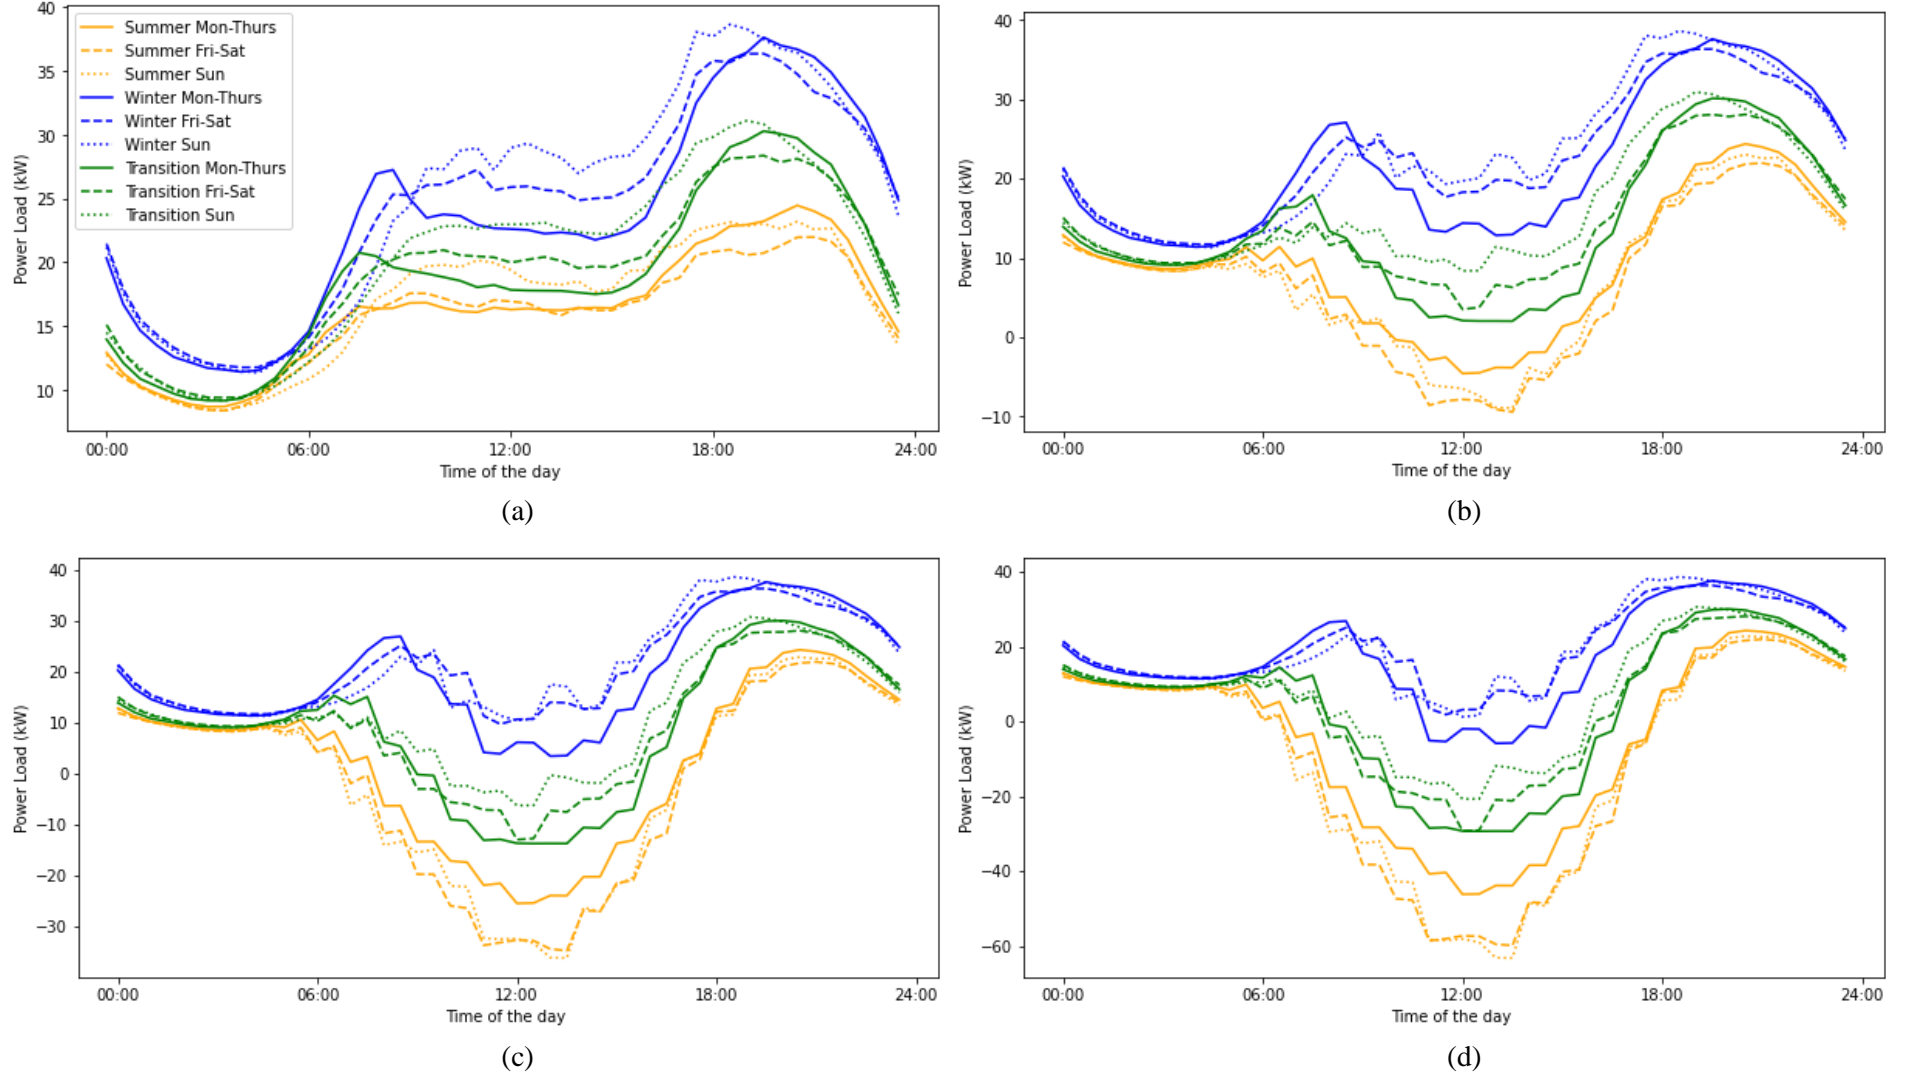 40
35
30
25
20
15
10
Power Load (kW)
Summer Mon-Thurs
Summer Fri-Sat
Summer Sun
Winter Mon-Thurs
Winter Fri-Sat
Winter Sun
Transition Mon-Thurs
Transition Fri-Sat
Transition Sun
00:00 06:00 12:00 18:00 24:00
Time of the day
(a)
40
30
20
10
0
−10
Power Load (kW)
00:00 06:00 12:00 18:00 24:00
Time of the day
(b)
40
30
20
10
0
−10
−20
−30
Power Load (kW)
00:00 06:00 12:00 18:00 24:00
Time of the day
(c)
40
20
0
−20
−40
−60
Power Load (kW)
00:00 06:00 12:00 18:00 24:00
Time of the day
(d)